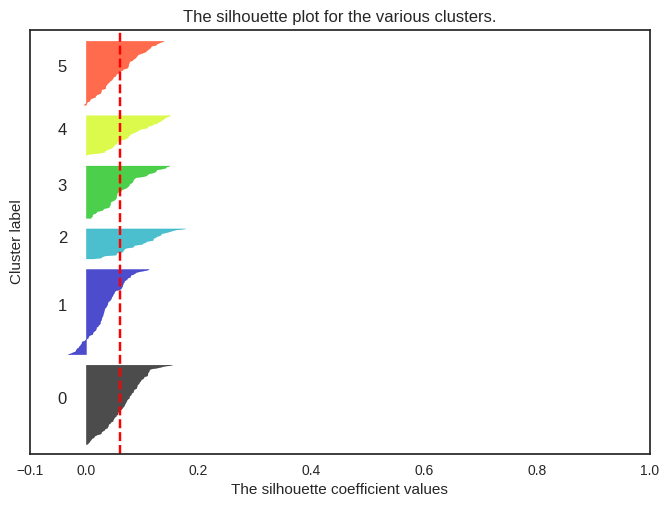 The silhouette plot for the various clusters.
5
4
3
2
1
0
Cluster label
−0.1 0.0 0.2 0.4 0.6 0.8 1.0
The silhouette coefficient values